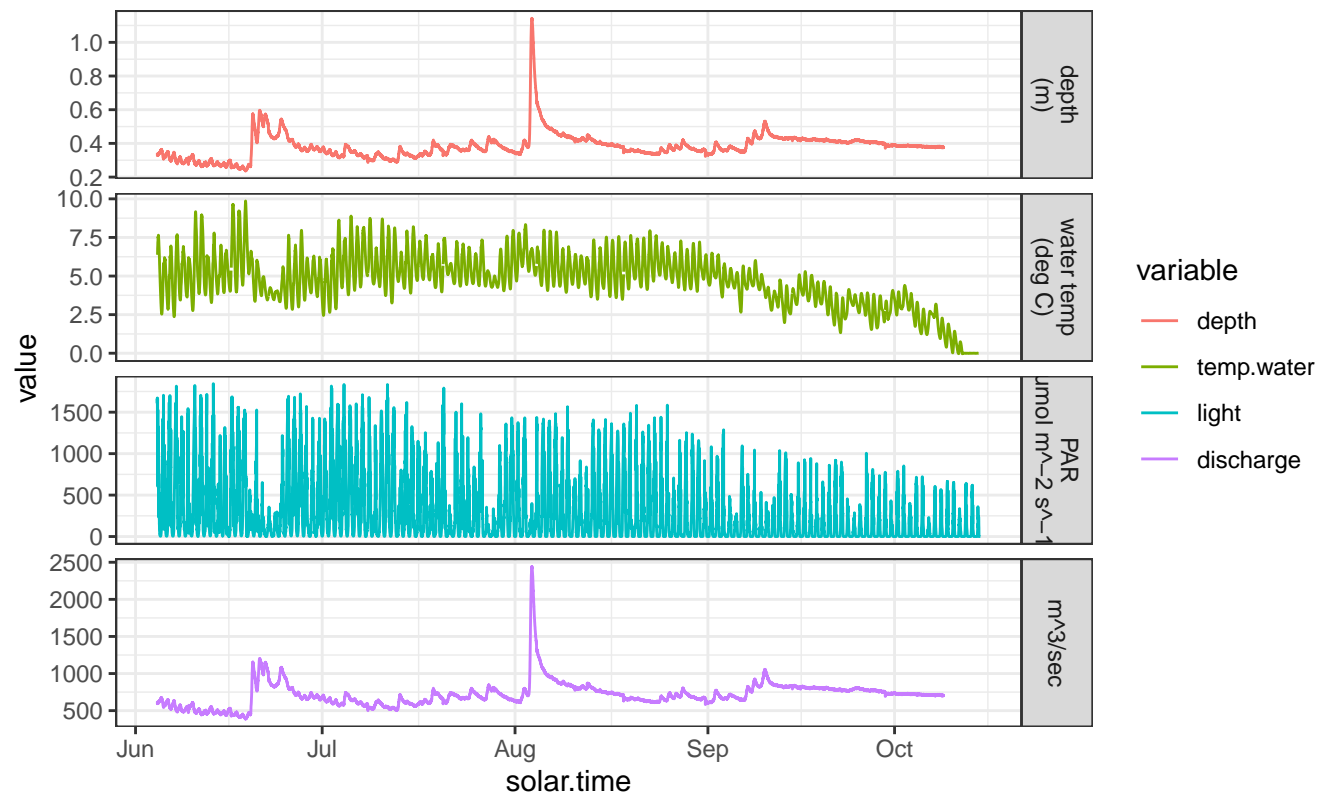 value
1.0
0.8
0.6
0.4
0.2
depth
(m)
10.0
7.5
5.0
2.5
0.0
water temp
(deg C)
1500
1000
500
0
PAR
umol m^−2 s^−1
2500
2000
1500
1000
500
m^3/sec
Jun
Jul
Aug
Sep
Oct
solar.time
variable
depth
temp.water
light
discharge